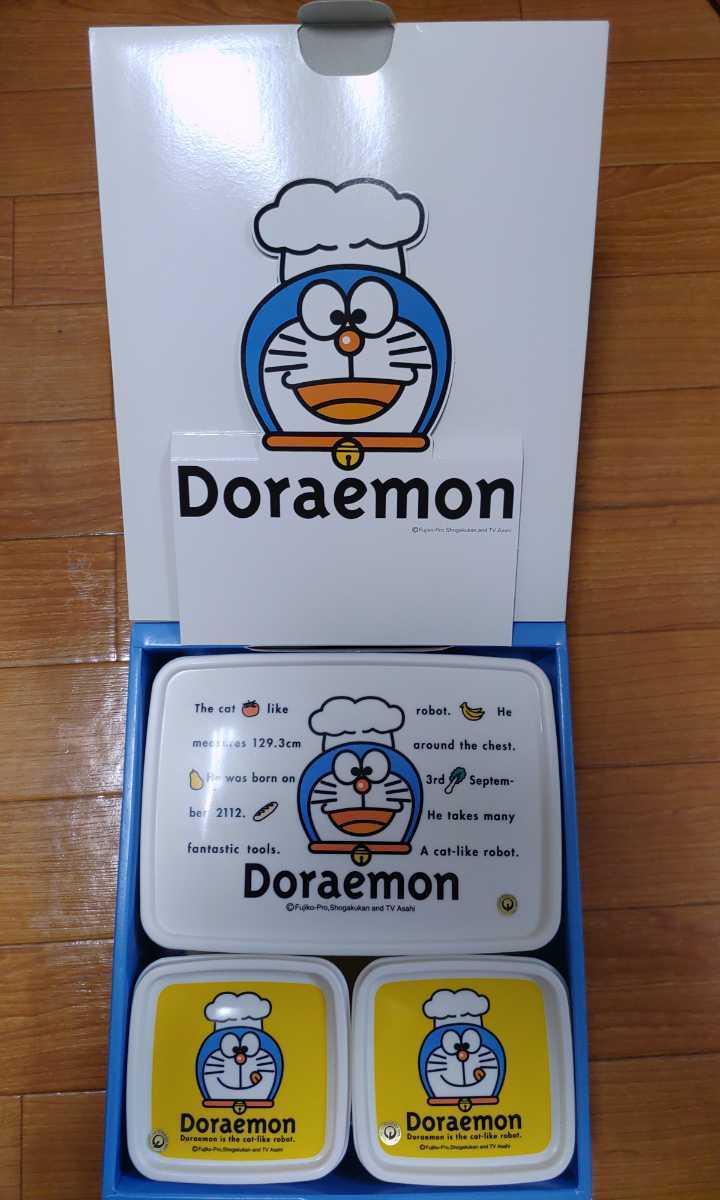 Doraemon
©Fujiko-Pro, Shogakukan and TV Asahi
The cat like robot. He
measures 129.3cm around the chest.
He was born on 3rd Septem-
ber 2112. He takes many
fantastic tools. A cat-like robot.
Doraemon
©Fujiko-Pro,Shogakukan and TV Asahi
Doraemon
Doraemon is the cat-like robot.
©Fujiko-Pro,Shogakukan and TV Asahi
Doraemon
Doraemon is the cat-like robot.
©Fujiko-Pro,Shogakukan and TV Asahi